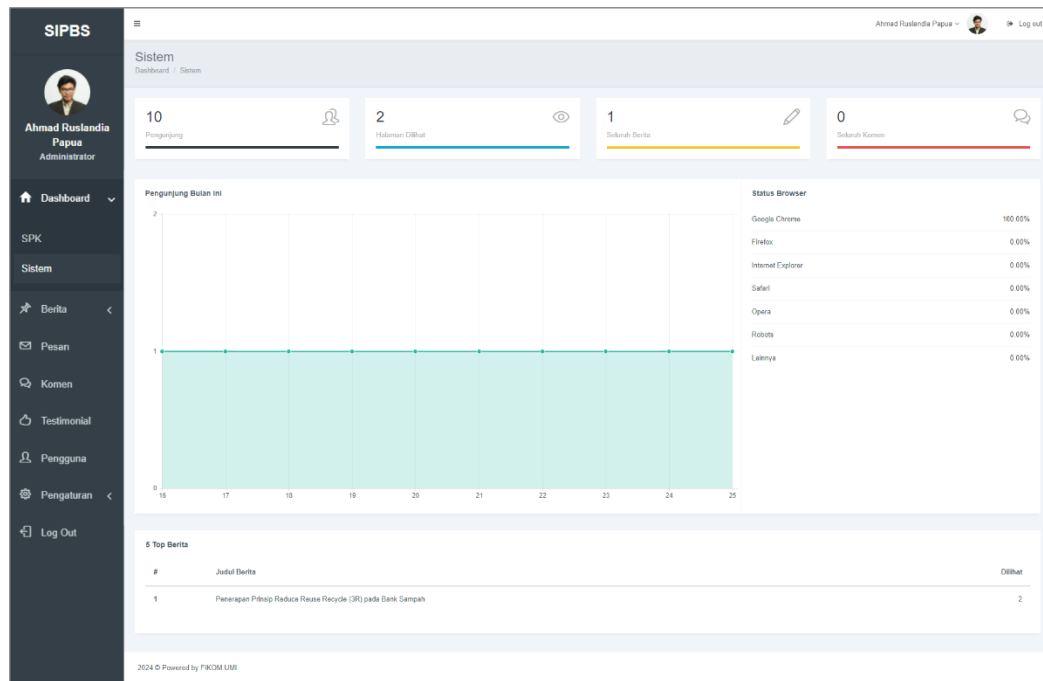 SIPBS
Ahmad Ruslandia Papua
Log out
Ahmad Ruslandia
Papua
Administrator
Dashboard
SPK
Sistem
Berita
Pesan
Komen
Testimonial
Pengguna
Pengaturan
Log Out
Sistem
Dashboard / Sistem
10
Pengunjung
2
Halaman Dilihat
1
Seluruh Berita
0
Seluruh Komen
Pengunjung Bulan ini
2
1
0
16 17 18 19 20 21 22 23 24 25
Status Browser
Google Chrome 100.00%
Firefox 0.00%
Internet Explorer 0.00%
Safari 0.00%
Opera 0.00%
Robots 0.00%
Lainnya 0.00%
5 Top Berita
# Judul Berita Dilihat
1 Penerapan Prinsip Reduce Reuse Recycle (3R) pada Bank Sampah 2
2024 © Powered by FIKOM UMI